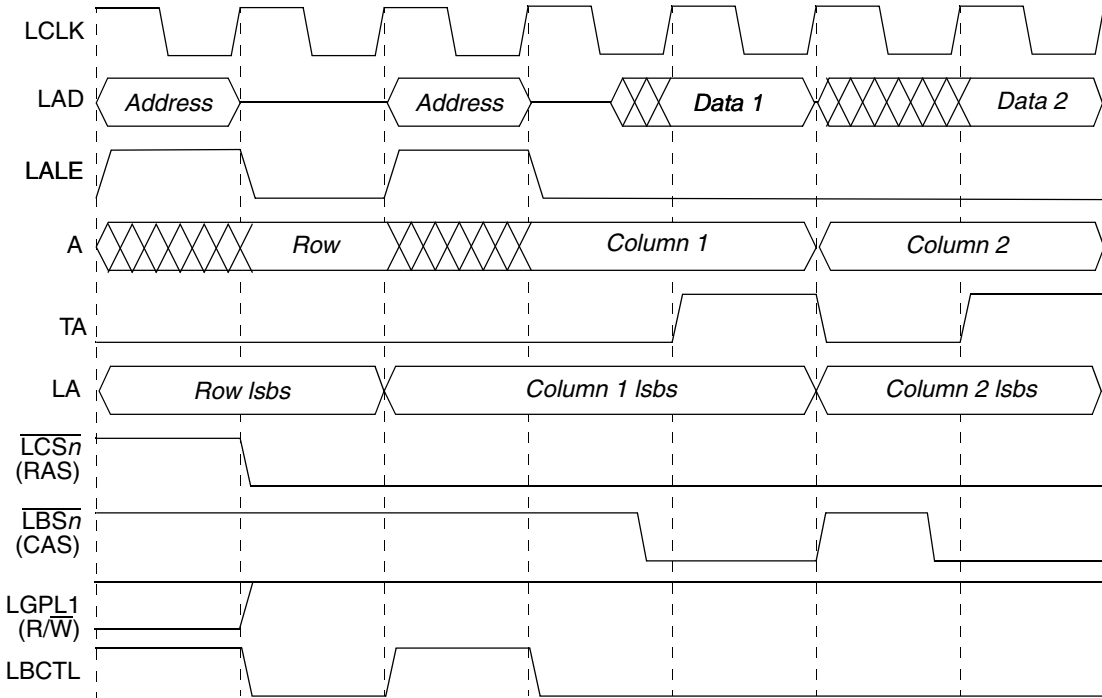 LCLK
LAD Address Address Data 1 Data 2
LALE
A Row Column 1 Column 2
TA
LA Row lsbs Column 1 lsbs Column 2 lsbs
LCSn
(RAS)
LBSn
(CAS)
LGPL1
(R/W)
LBCTL